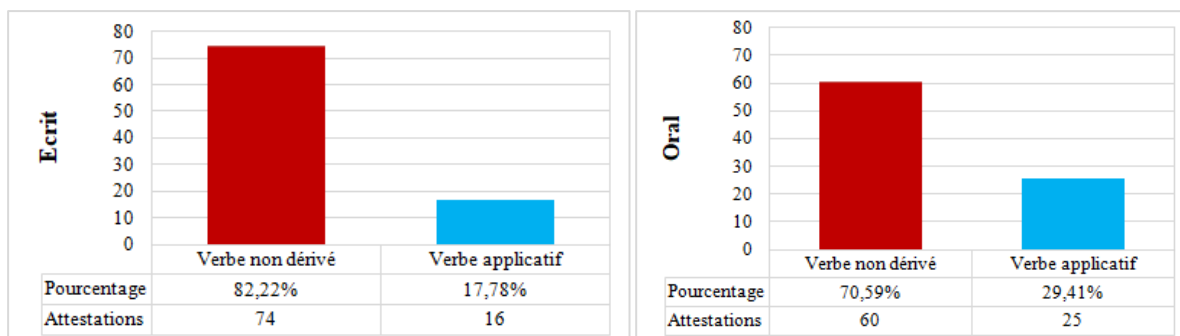 Ecrit
80
70
60
50
40
30
20
10
0
Verbe non dérivé Verbe applicatif
Pourcentage 82,22% 17,78%
Attestations 74 16
Oral
80
70
60
50
40
30
20
10
0
Verbe non dérivé Verbe applicatif
Pourcentage 70,59% 29,41%
Attestations 60 25